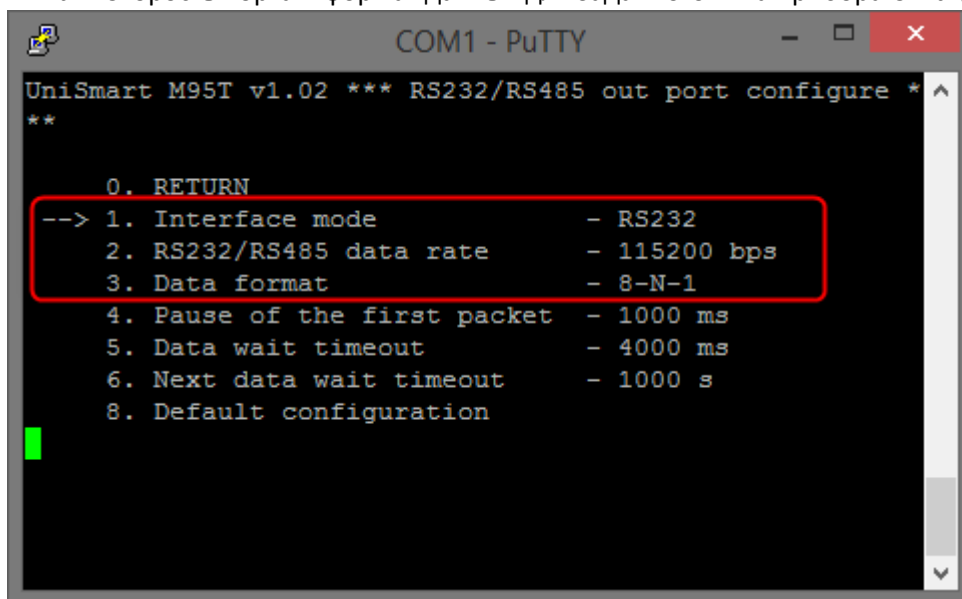 COM1 - PuTTY
UniSmart M95T v1.02 *** RS232/RS485 out port configure *
**
0. RETURN
--> 1. Interface mode - RS232
2. RS232/RS485 data rate - 115200 bps
3. Data format - 8-N-1
4. Pause of the first packet - 1000 ms
5. Data wait timeout - 4000 ms
6. Next data wait timeout - 1000 s
8. Default configuration